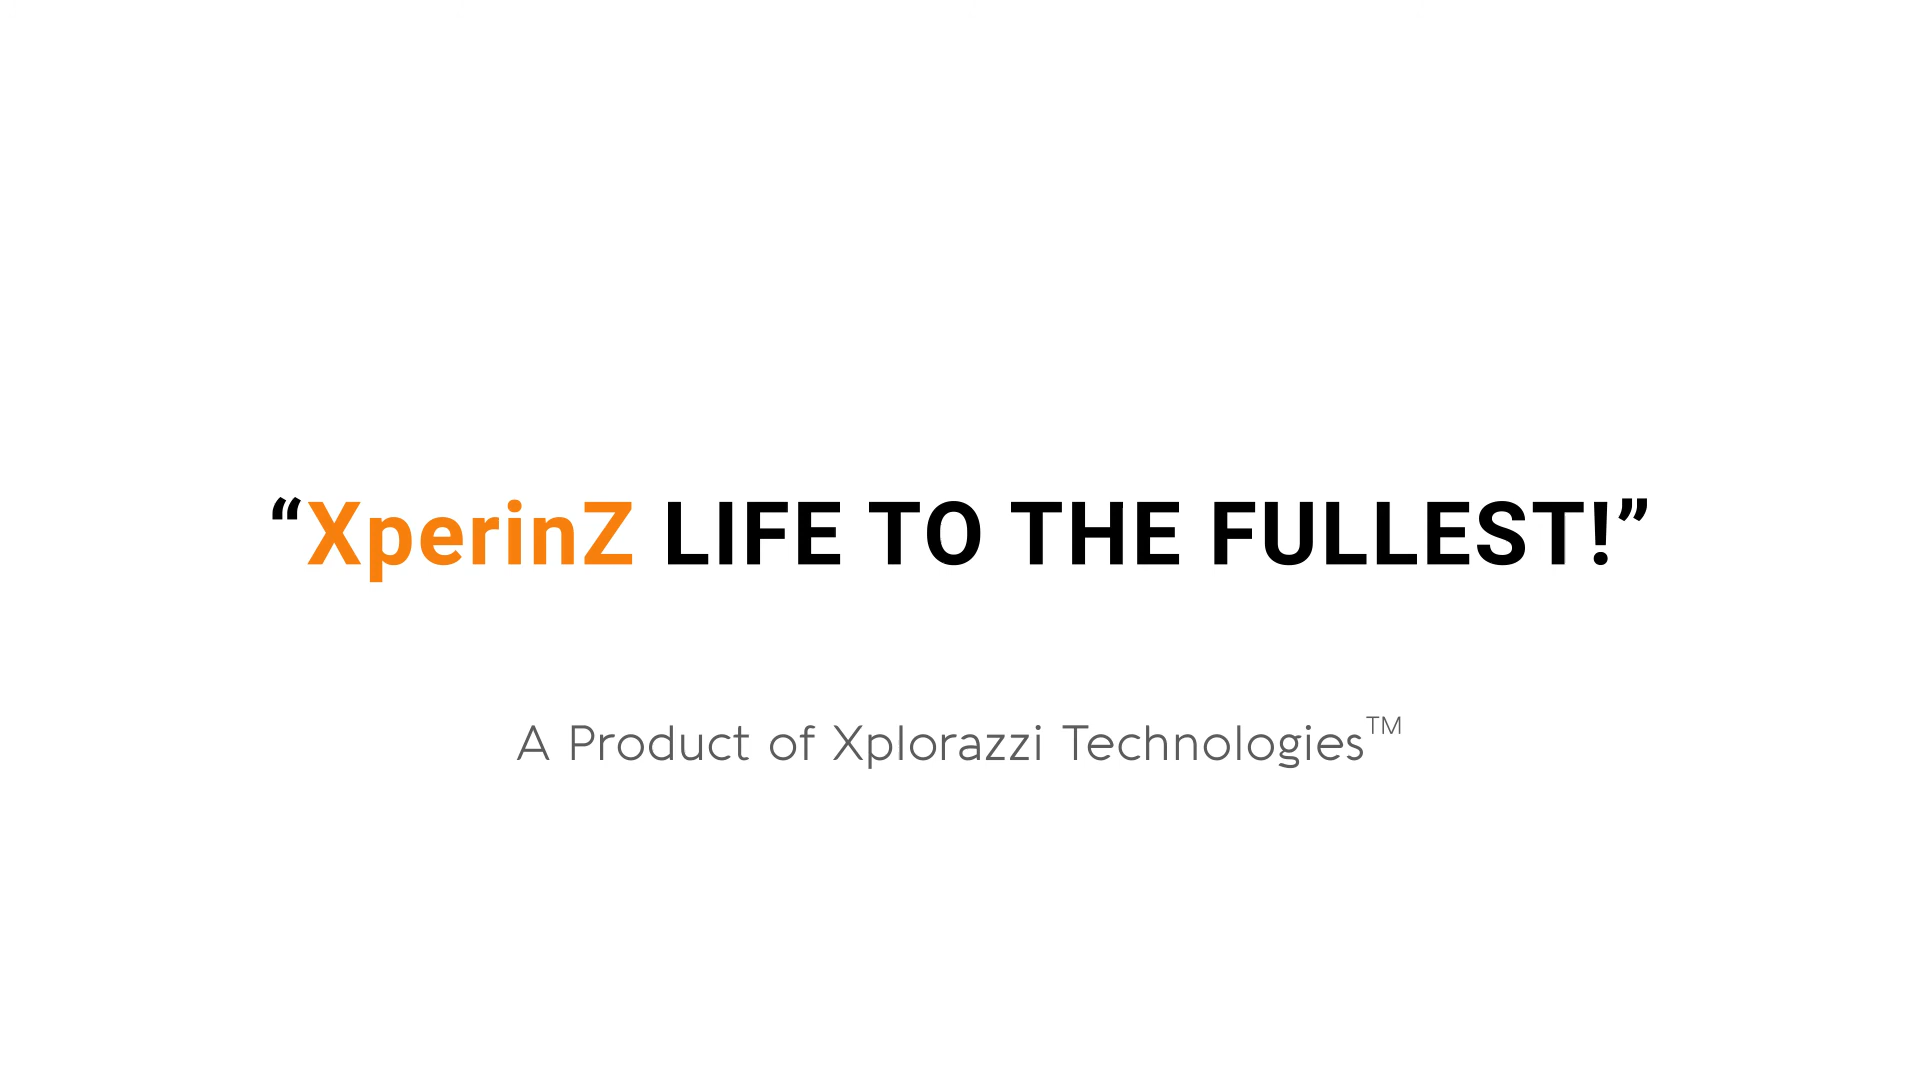 “XperinZ LIFE TO THE FULLEST!”
A Product of Xplorazzi Technologies™